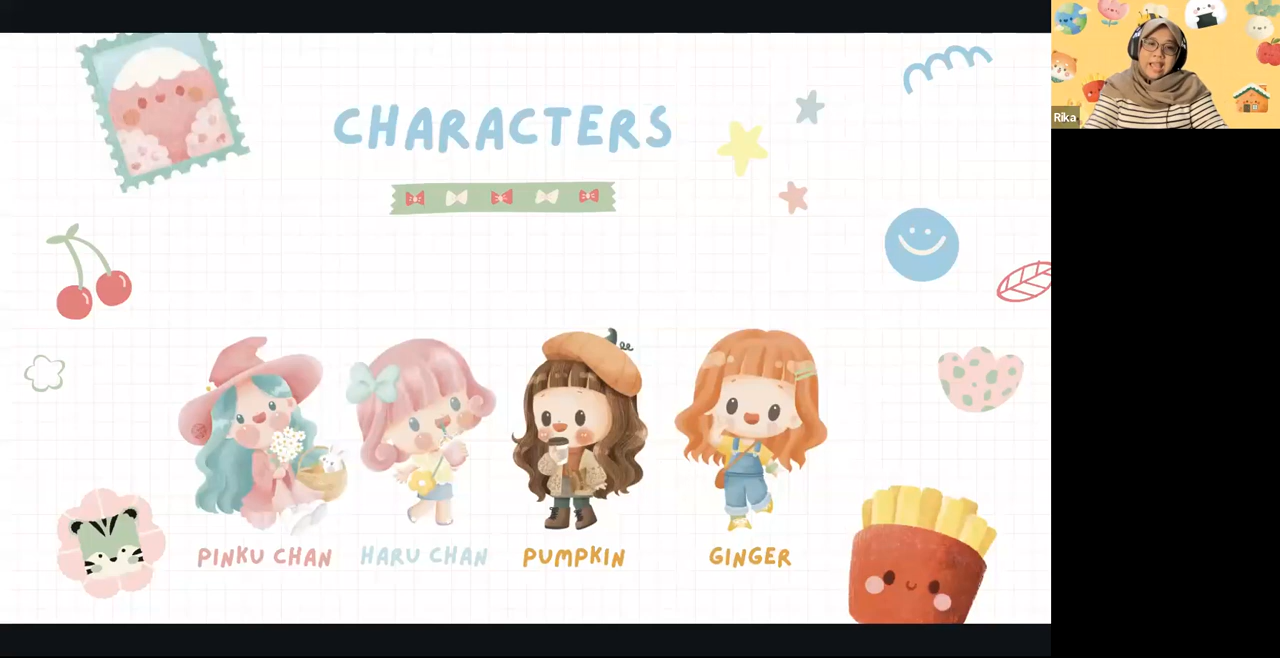 CHARACTERS
PINKU CHAN
HARU CHAN
PUMPKIN
GINGER
Rika